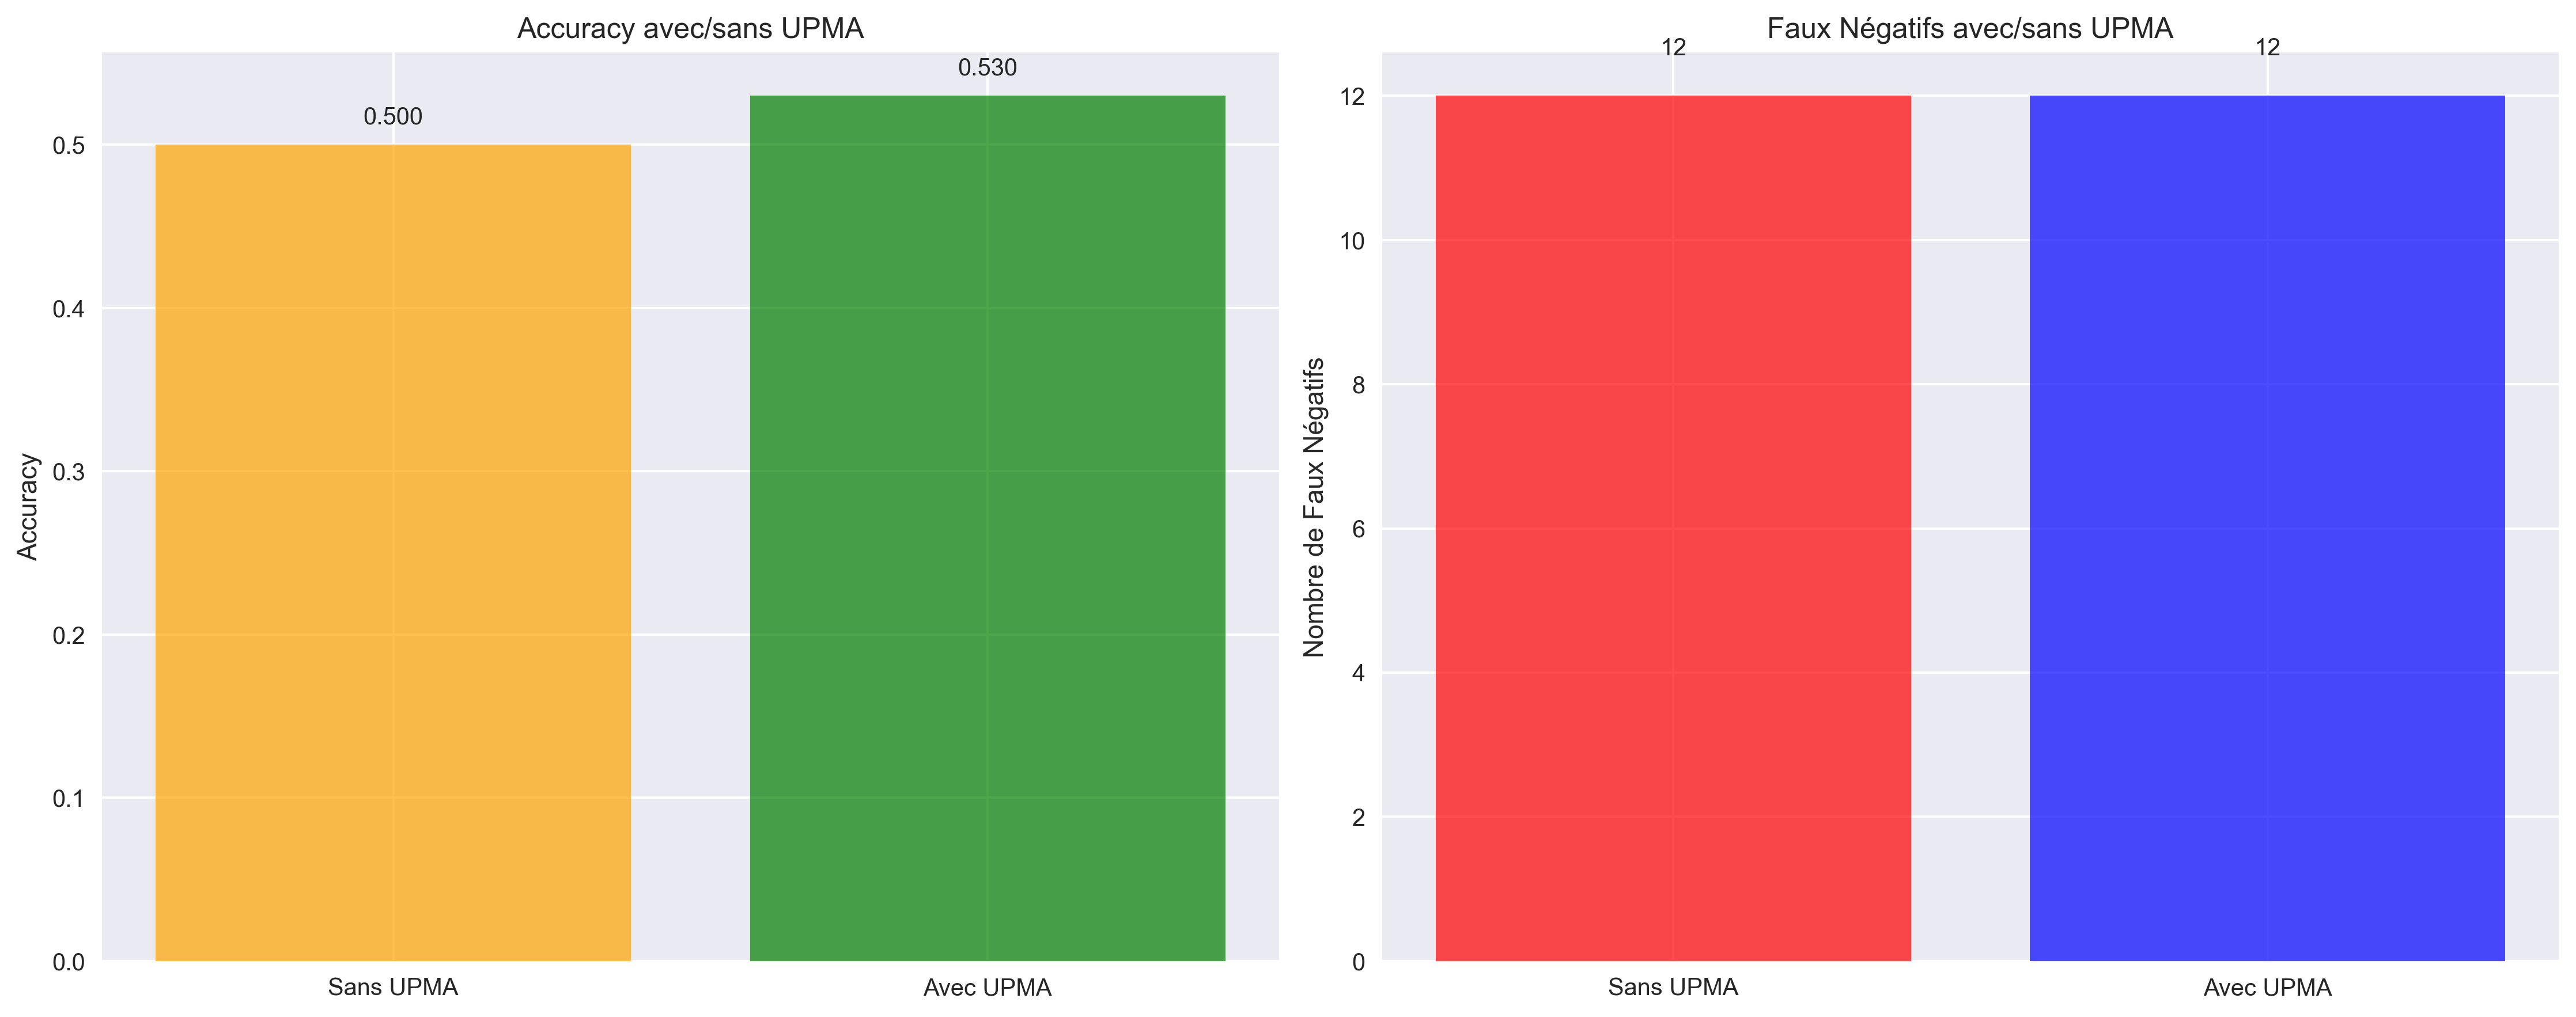 Accuracy avec/sans UPMA
0.500
0.530
0.5
0.4
0.3
0.2
0.1
0.0
Accuracy
Sans UPMA
Avec UPMA
Faux Négatifs avec/sans UPMA
12
12
12
10
8
6
4
2
0
Nombre de Faux Négatifs
Sans UPMA
Avec UPMA